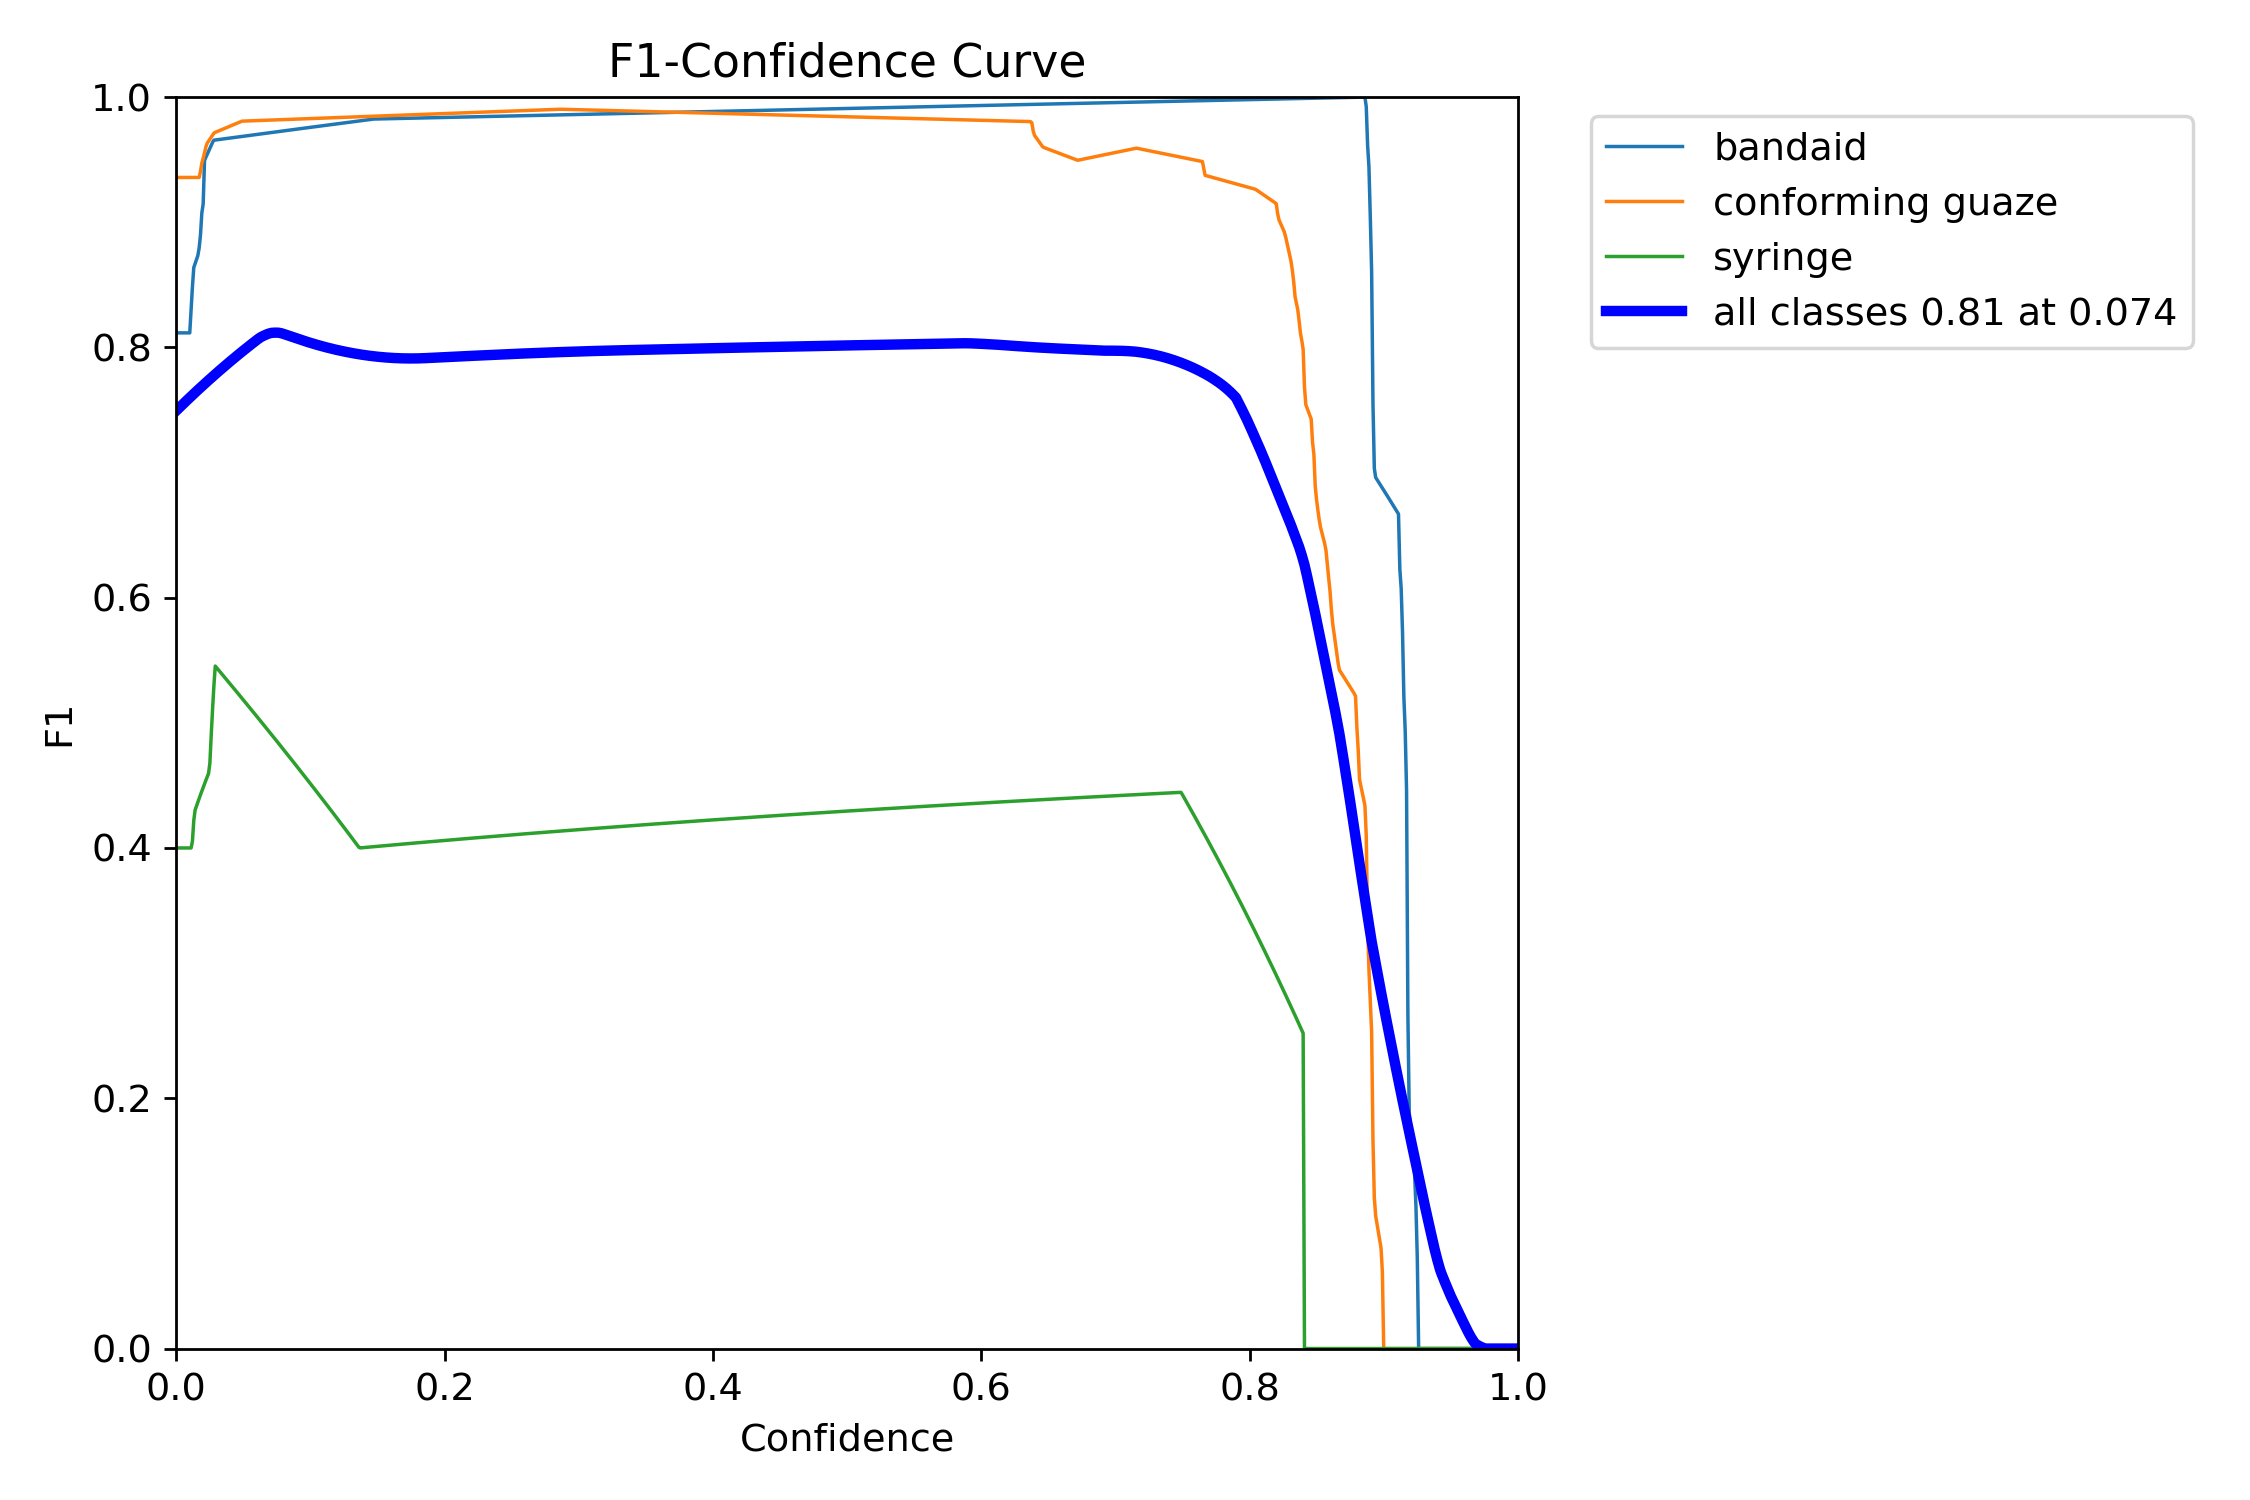 F1-Confidence Curve
1.0
0.8
0.6
0.4
0.2
0.0
F1
0.0 0.2 0.4 0.6 0.8 1.0
Confidence
bandaid
conforming guaze
syringe
all classes 0.81 at 0.074